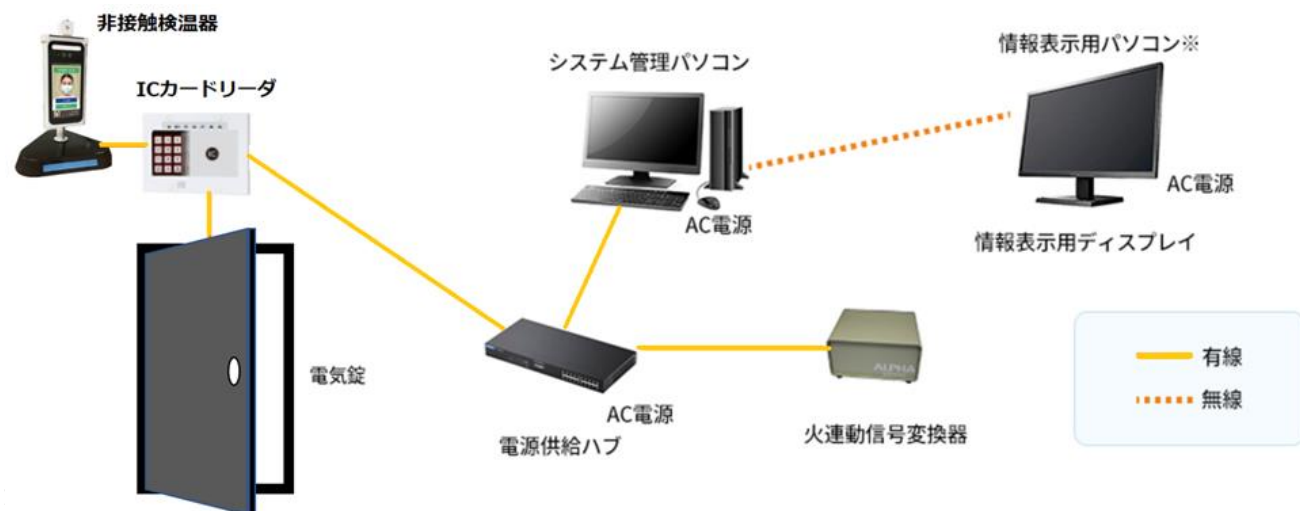 非接触検温器
ICカードリーダ
システム管理パソコン
情報表示用パソコン※
AC電源
AC電源
情報表示用ディスプレイ
電気錠
AC電源
電源供給ハブ
ALPHA
火連動信号変換器
有線
無線